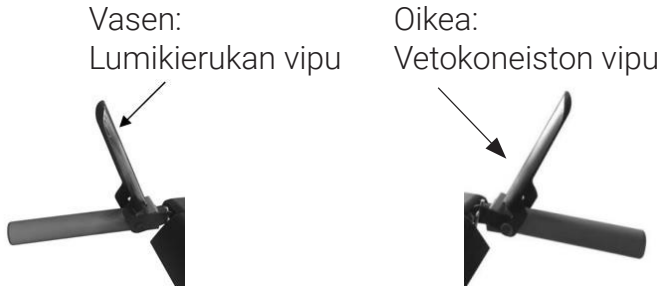 Vasen:
Lumikierukan vipu
Oikea:
Vetokoneiston vipu